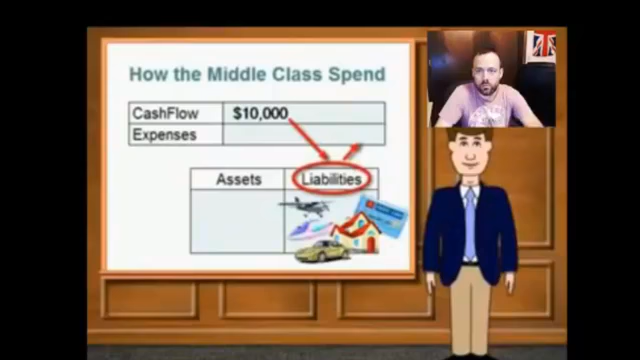 How the Middle Class Spend
CashFlow $10,000
Expenses
Assets Liabilities